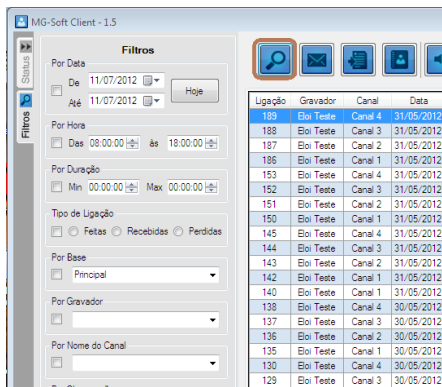 MG-Soft Client - 1.5
Status
Filtros
Filtros
Por Data
De 11/07/2012
Até 11/07/2012
Hoje
Por Hora
Das 08:00:00 às 18:00:00
Por Duração
Min 00:00:00 Max 00:00:00
Tipo de Ligação
Feitas Recebidas Perdidas
Por Base
Principal
Por Gravador
Por Nome do Canal
Ligação Gravador Canal Data
189 Eloi Teste Canal 4 31/05/2012
188 Eloi Teste Canal 3 31/05/2012
187 Eloi Teste Canal 2 31/05/2012
186 Eloi Teste Canal 1 31/05/2012
153 Eloi Teste Canal 4 31/05/2012
152 Eloi Teste Canal 3 31/05/2012
151 Eloi Teste Canal 2 31/05/2012
150 Eloi Teste Canal 1 31/05/2012
145 Eloi Teste Canal 4 31/05/2012
144 Eloi Teste Canal 3 31/05/2012
143 Eloi Teste Canal 2 31/05/2012
142 Eloi Teste Canal 1 31/05/2012
140 Eloi Teste Canal 1 31/05/2012
138 Eloi Teste Canal 4 30/05/2012
137 Eloi Teste Canal 3 30/05/2012
136 Eloi Teste Canal 2 30/05/2012
135 Eloi Teste Canal 1 30/05/2012
130 Eloi Teste Canal 4 30/05/2012
129 Eloi Teste Canal 3 30/05/2012